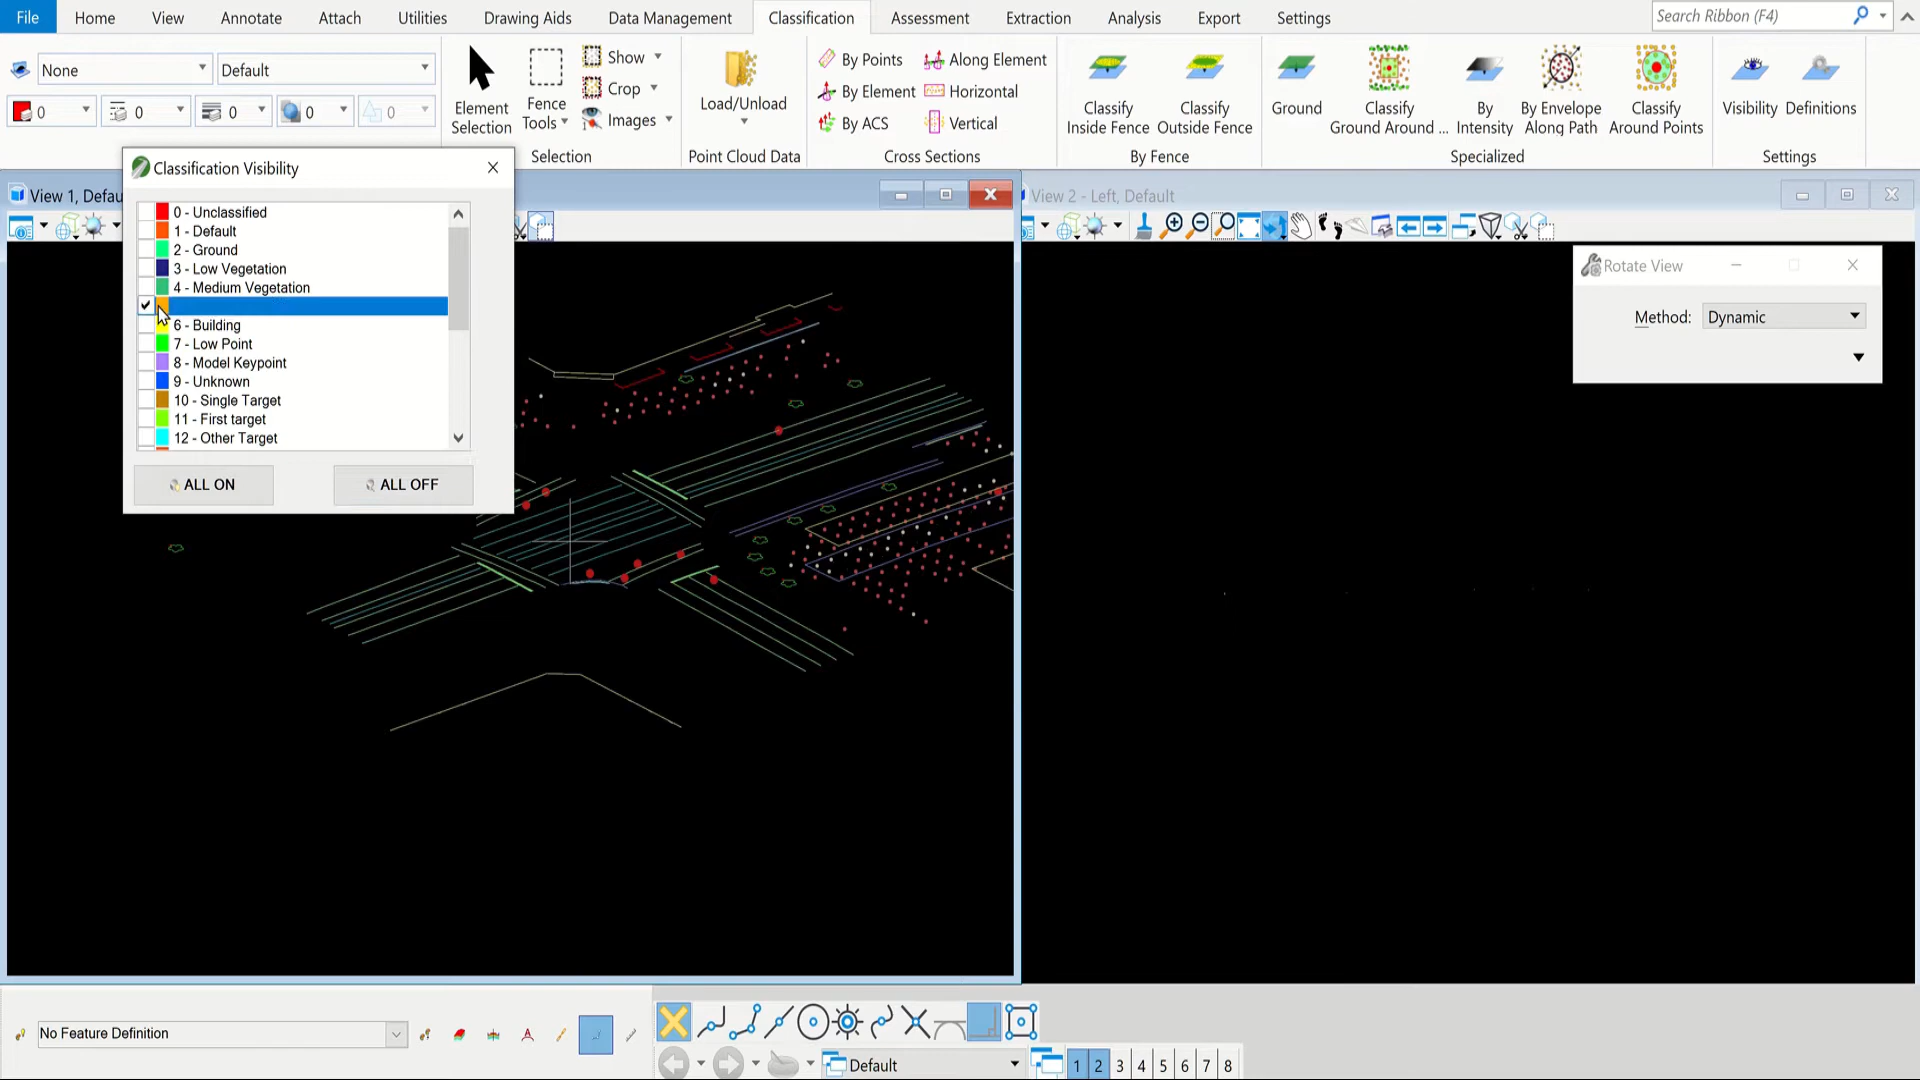 File Home View Annotate Attach Utilities Drawing Aids Data Management Classification Assessment Extraction Analysis Export Settings Search Ribbon (F4)
None Default
0 0 0 0 0
Element Selection
Fence Tools
Show
Crop
Images
Selection
Load/Unload
Point Cloud Data
By Points Along Element
By Element Horizontal
By ACS Vertical
Cross Sections
Classify Inside Fence
Classify Outside Fence
By Fence
Ground
Classify Ground Around ...
By Intensity
By Envelope Along Path
Classify Around Points
Specialized
Visibility Definitions
Settings
Classification Visibility
0 - Unclassified
1 - Default
2 - Ground
3 - Low Vegetation
4 - Medium Vegetation
6 - Building
7 - Low Point
8 - Model Keypoint
9 - Unknown
10 - Single Target
11 - First target
12 - Other Target
ALL ON ALL OFF
View 1, Defau
View 2 - Left, Default
Rotate View
Method: Dynamic
No Feature Definition
Default
1 2 3 4 5 6 7 8